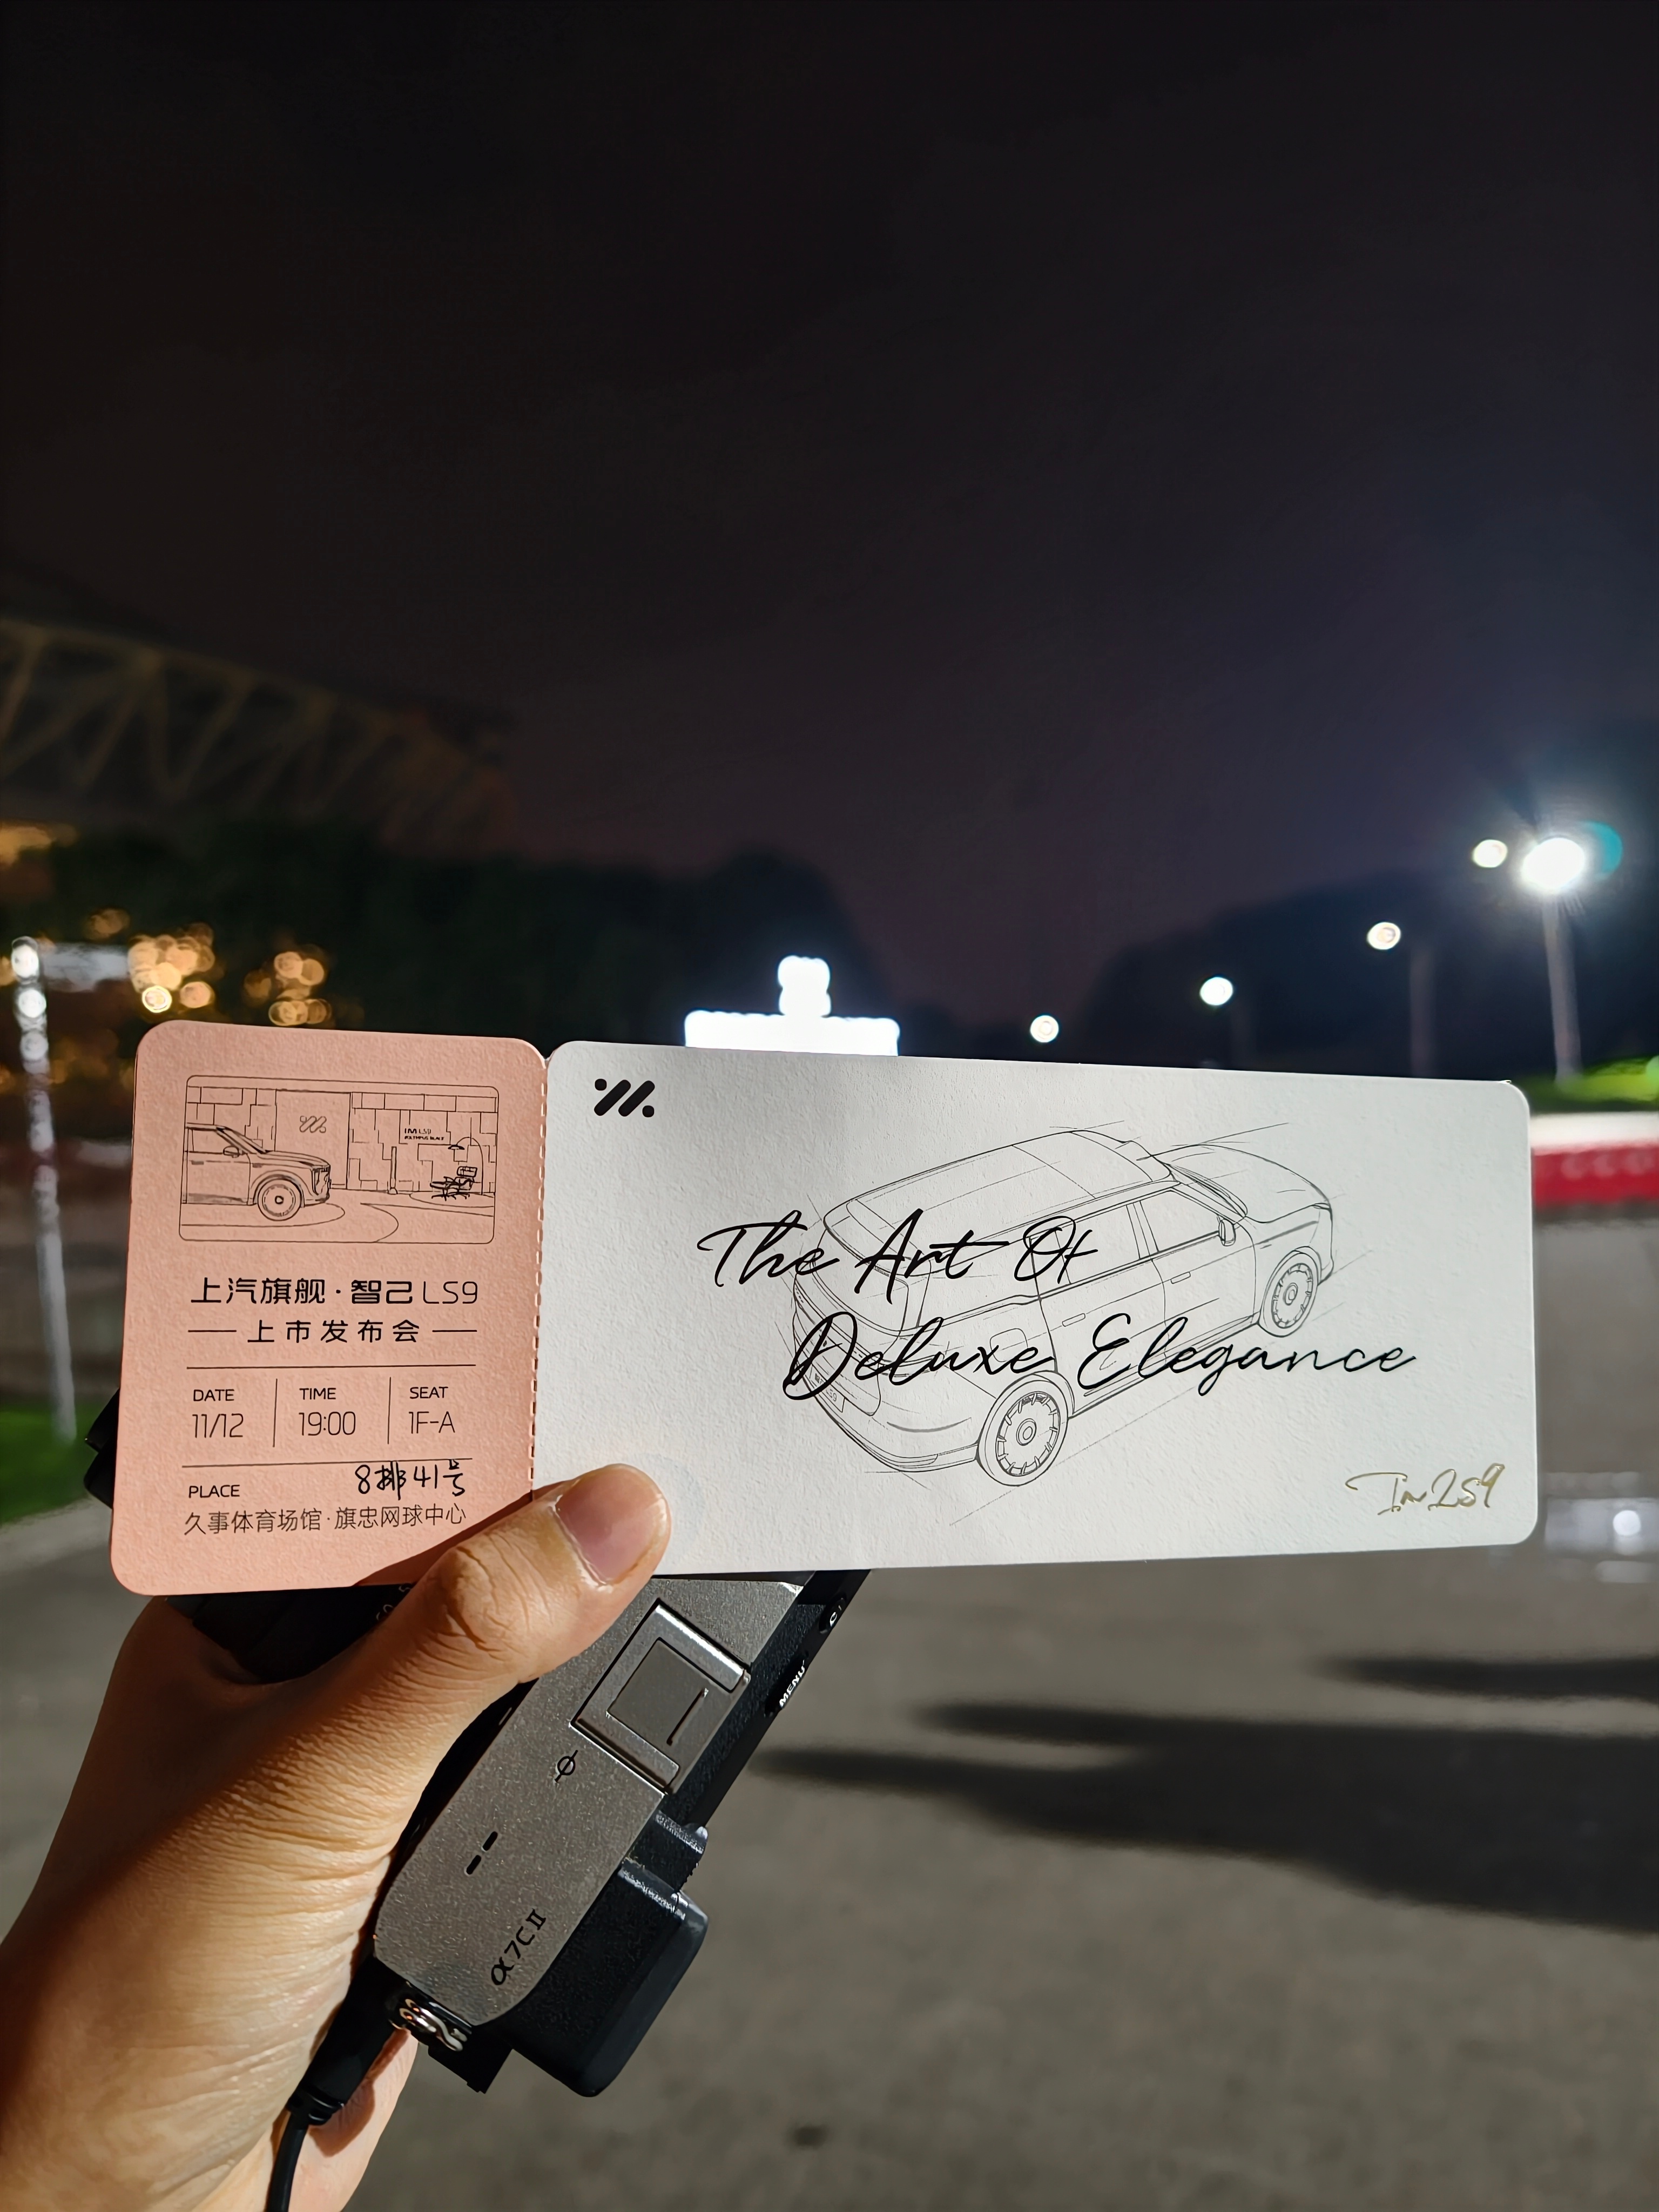 上汽旗舰·智己LS9
上市发布会
DATE
11/12
TIME
19:00
SEAT
1F-A
8排41号
PLACE
久事体育场馆·旗忠网球中心
The Art Of
Deluxe Elegance
Im LS9
MENU
α7CII